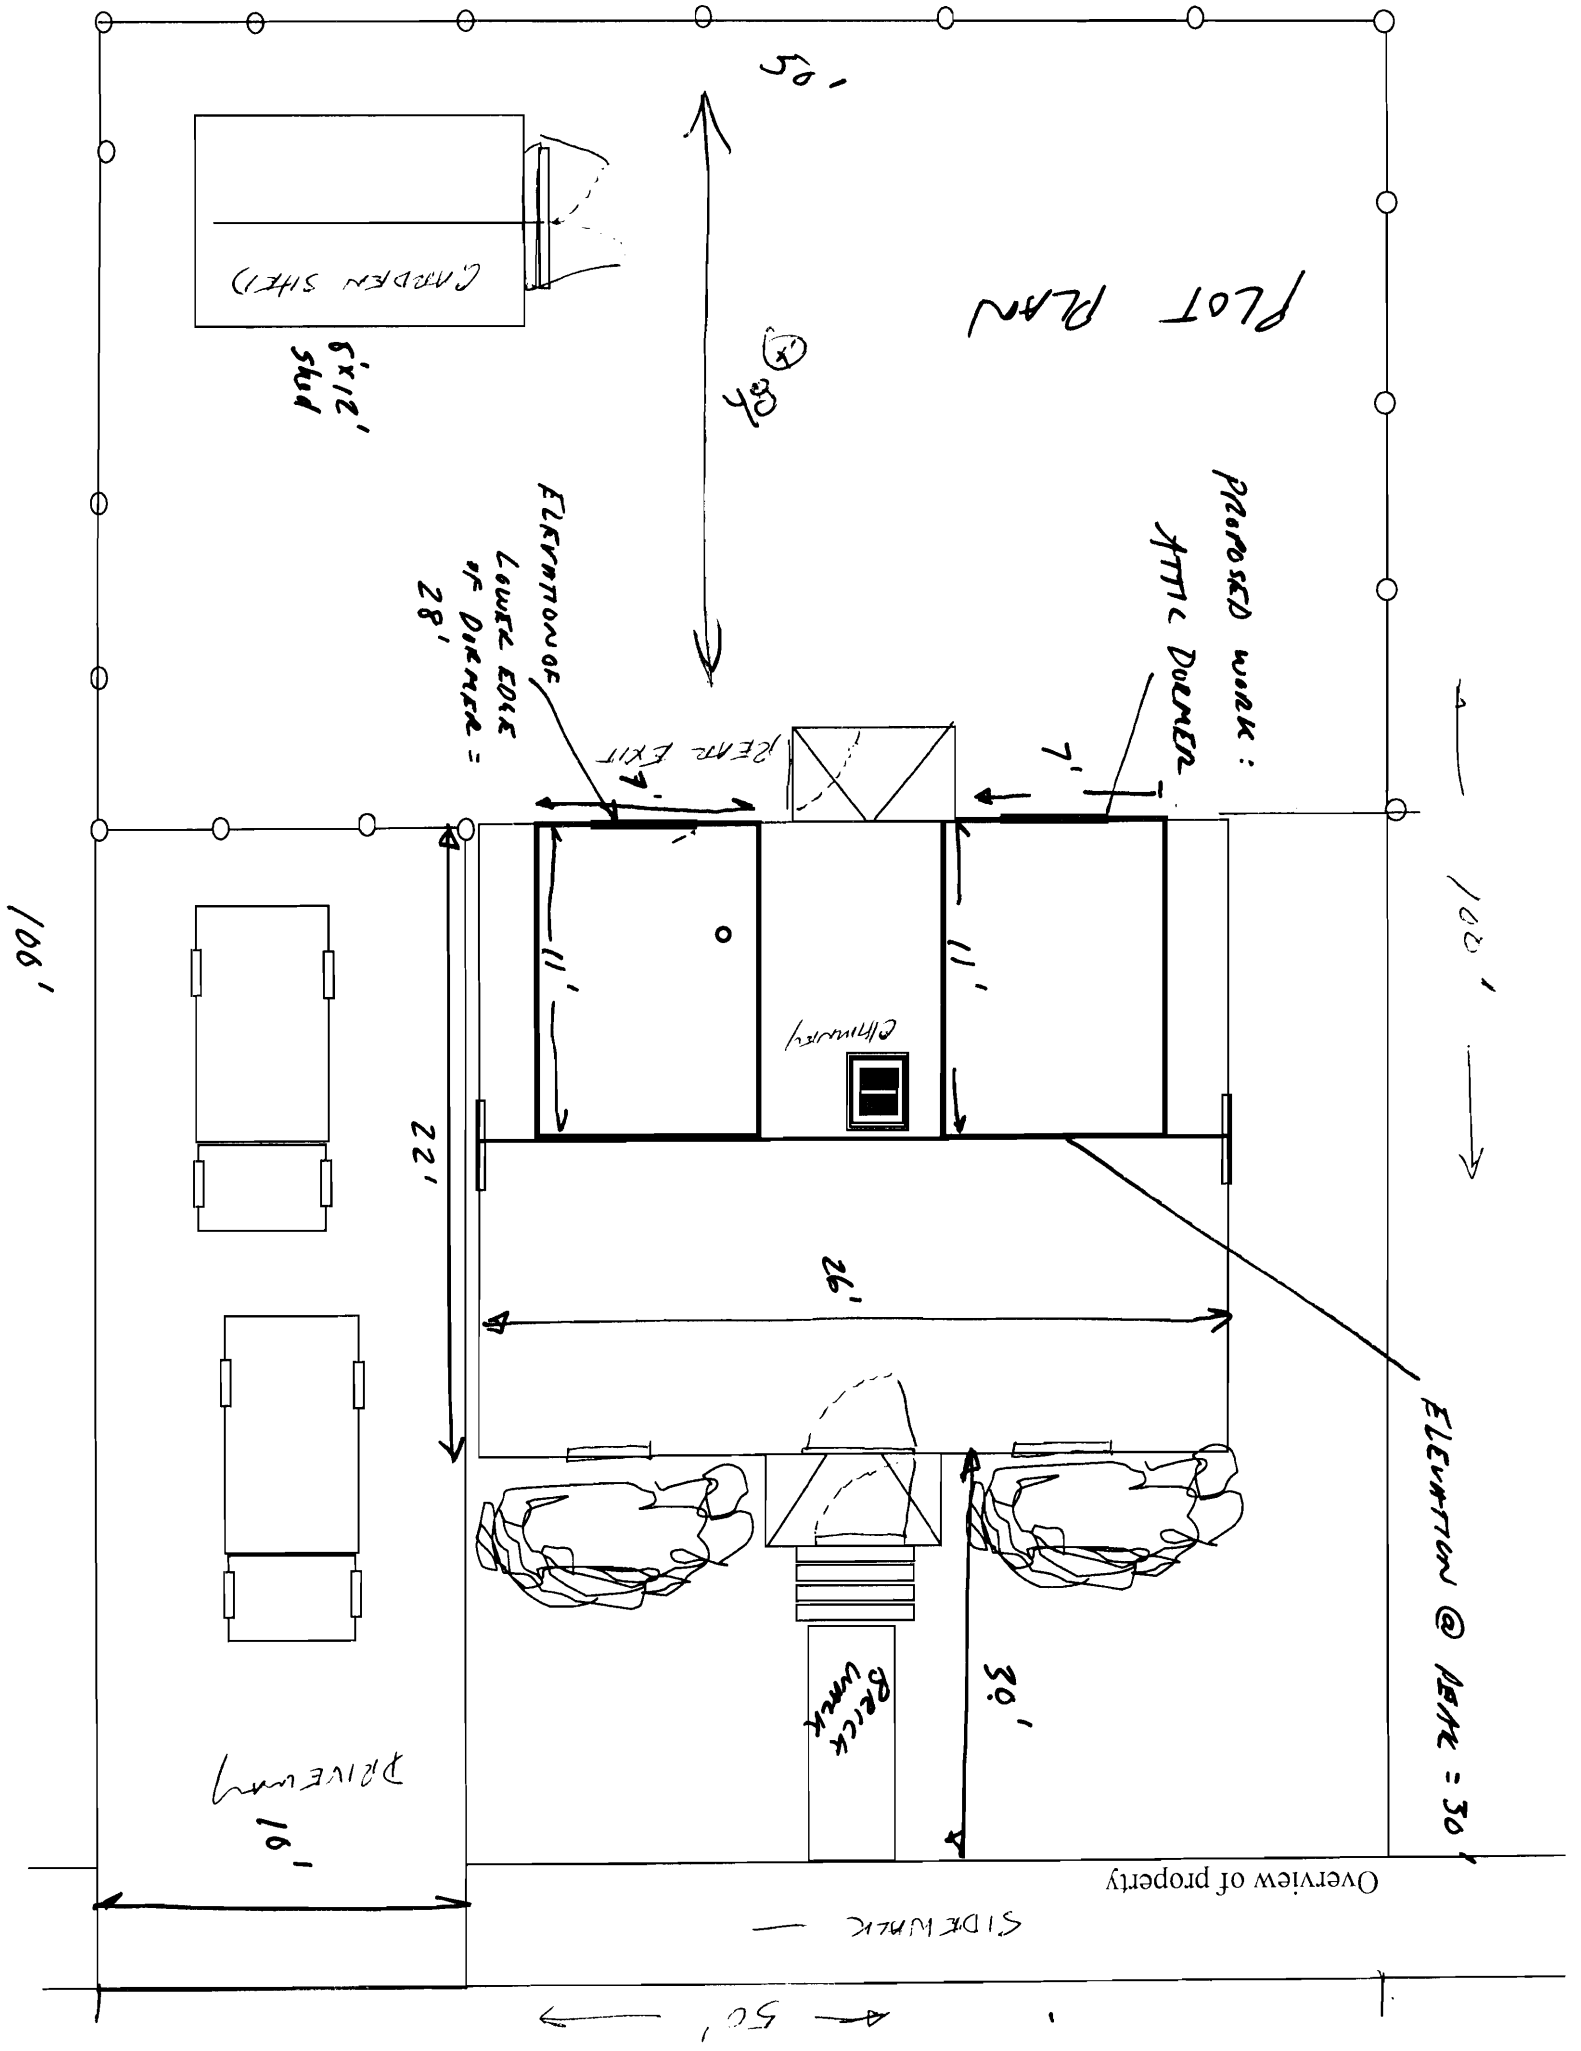 50'
PLOT PLAN
GARDEN SHED
8'x12'
Shed
PROPOSED WORK:
ATTIC DORMER
ELEVATION OF
LOWER EDGE
OF DORMER =
28'
REAR EXIT
7'
7'
100'
100'
11'
11'
CHIMNEY
22'
26'
ELEVATION @ PEAK = 30'
30'
BRICK
WALK
DRIVEWAY
16'
Overview of property
SIDEWALK
50'